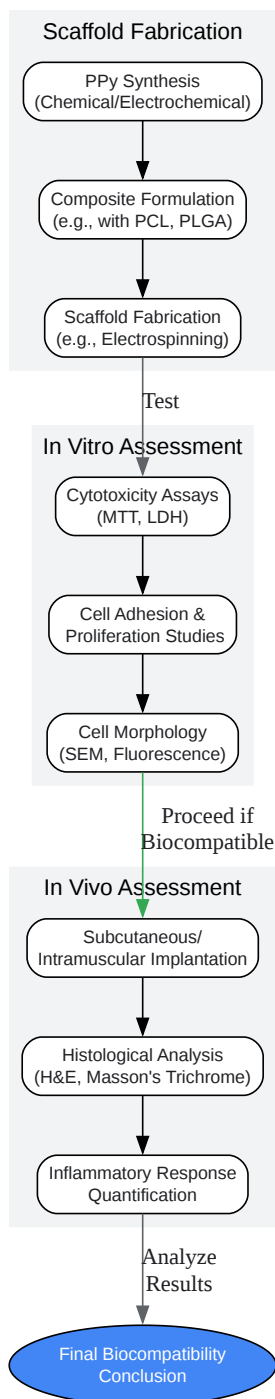 Scaffold Fabrication
PPy Synthesis
(Chemical/Electrochemical)
Composite Formulation
(e.g., with PCL, PLGA)
Scaffold Fabrication
(e.g., Electrospinning)
Test
In Vitro Assessment
Cytotoxicity Assays
(MTT, LDH)
Cell Adhesion &
Proliferation Studies
Cell Morphology
(SEM, Fluorescence)
Proceed if
Biocompatible
In Vivo Assessment
Subcutaneous/
Intramuscular Implantation
Histological Analysis
(H&E, Masson's Trichrome)
Inflammatory Response
Quantification
Analyze
Results
Final Biocompatibility
Conclusion